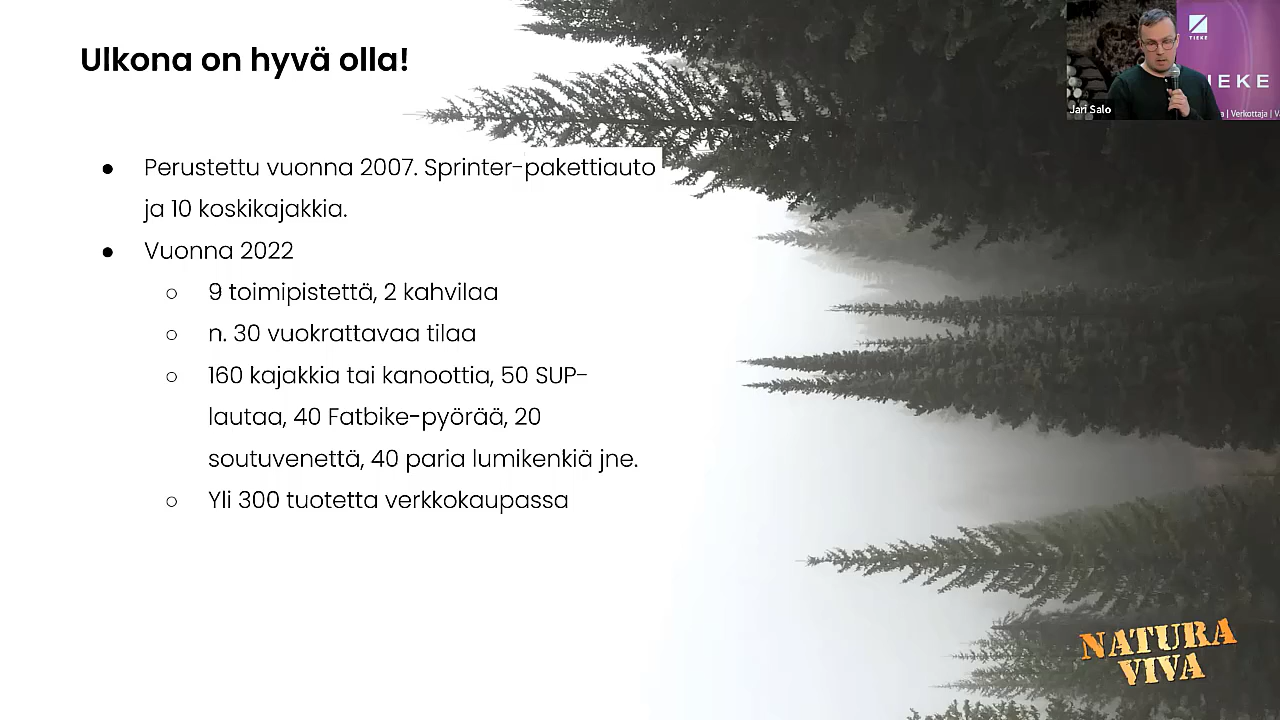 Ulkona on hyvä olla!
● Perustettu vuonna 2007. Sprinter-pakettiauto
ja 10 koskikajakkia.
● Vuonna 2022
○ 9 toimipistettä, 2 kahvilaa
○ n. 30 vuokrattavaa tilaa
○ 160 kajakkia tai kanoottia, 50 SUP-
lautaa, 40 Fatbike-pyörää, 20
soutuvenettä, 40 paria lumikenkiä jne.
○ Yli 300 tuotetta verkkokaupassa
TIEKE
IEKE
Jari Salo
a | Verkottaja | V
NATURA
VIVA